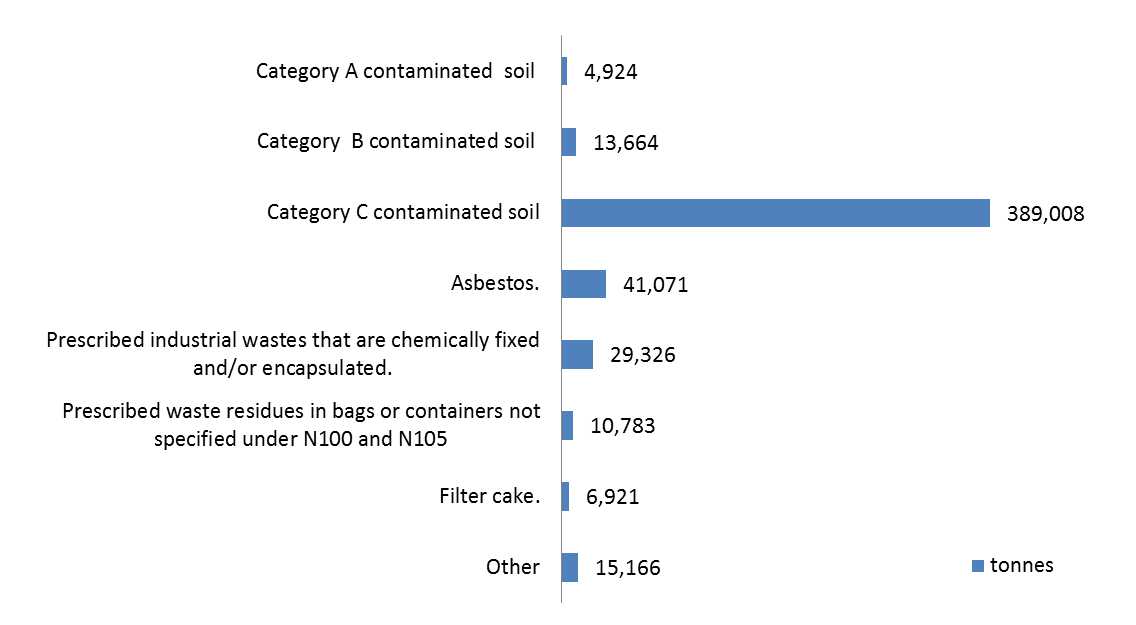 Category A contaminated  soil
4,924
Category  B contaminated soil
13,664
Category C contaminated soil
389,008
Asbestos.
41,071
Prescribed industrial wastes that are chemically fixed
and/or encapsulated.
29,326
Prescribed waste residues in bags or containers not
specified under N100 and N105
10,783
Filter cake.
6,921
Other
15,166
tonnes